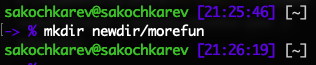 sakochkarev@sakochkarev [21:25:46] [~]
-> % mkdir newdir/morefun
sakochkarev@sakochkarev [21:26:19] [~]